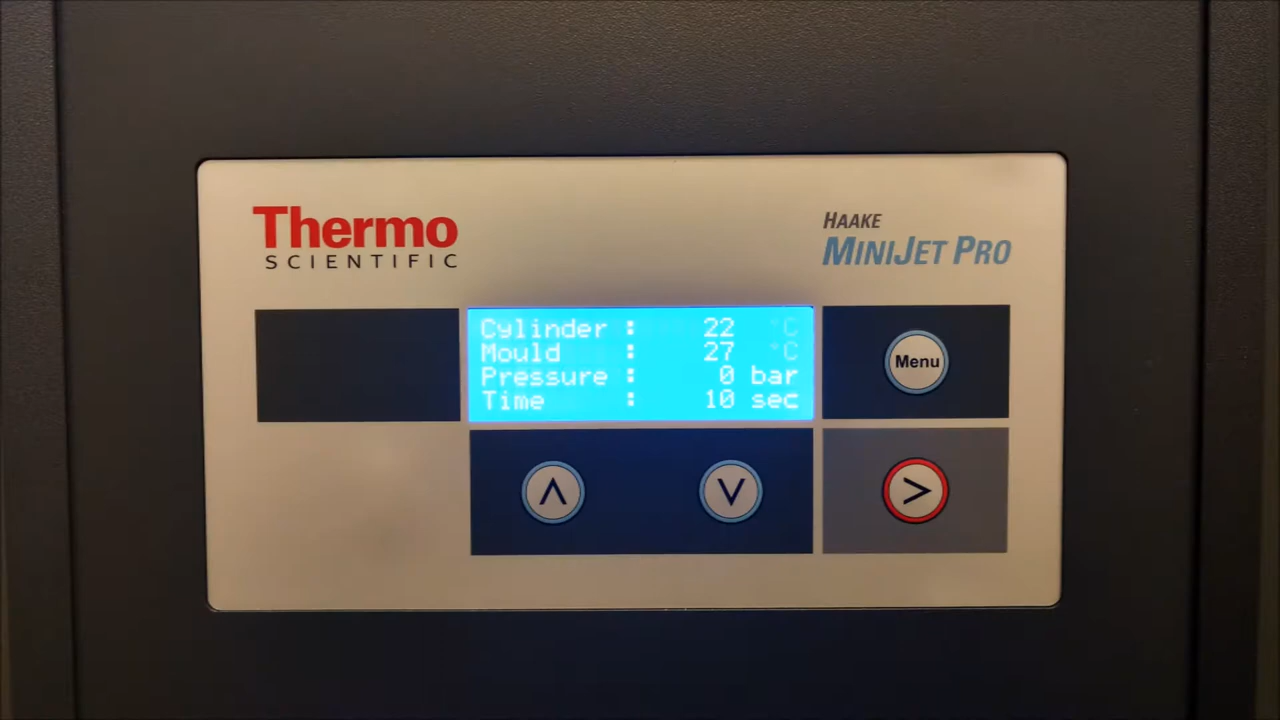 Thermo
SCIENTIFIC
HAAKE
MINIJET PRO
Cylinder : 22 °C
Mould : 27 °C
Pressure : 0 bar
Time : 10 sec
Menu